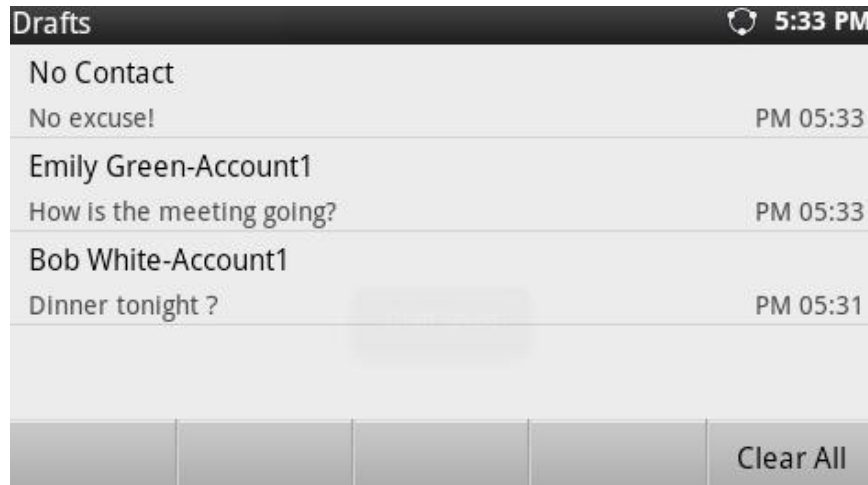 Drafts 5:33 PM
No Contact
No excuse! PM 05:33
Emily Green-Account1
How is the meeting going? PM 05:33
Bob White-Account1
Dinner tonight ? PM 05:31
Clear All